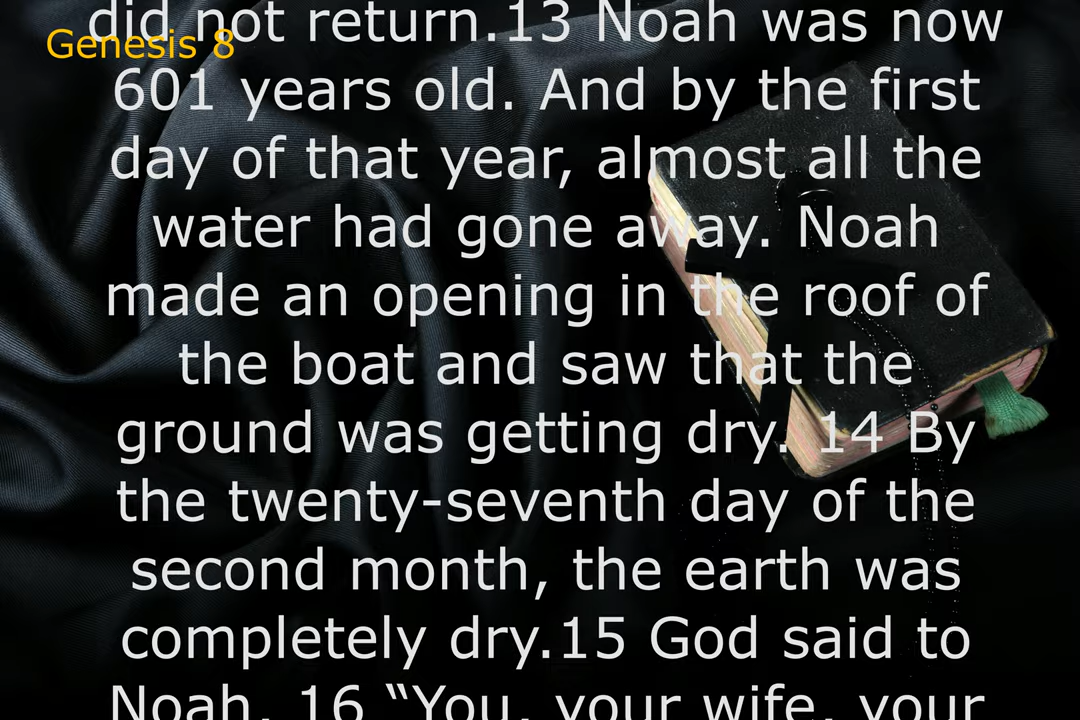 Genesis 8
did not return.13 Noah was now
601 years old. And by the first
day of that year, almost all the
water had gone away. Noah
made an opening in the roof of
the boat and saw that the
ground was getting dry. 14 By
the twenty-seventh day of the
second month, the earth was
completely dry.15 God said to
Noah, 16 “You, your wife, your